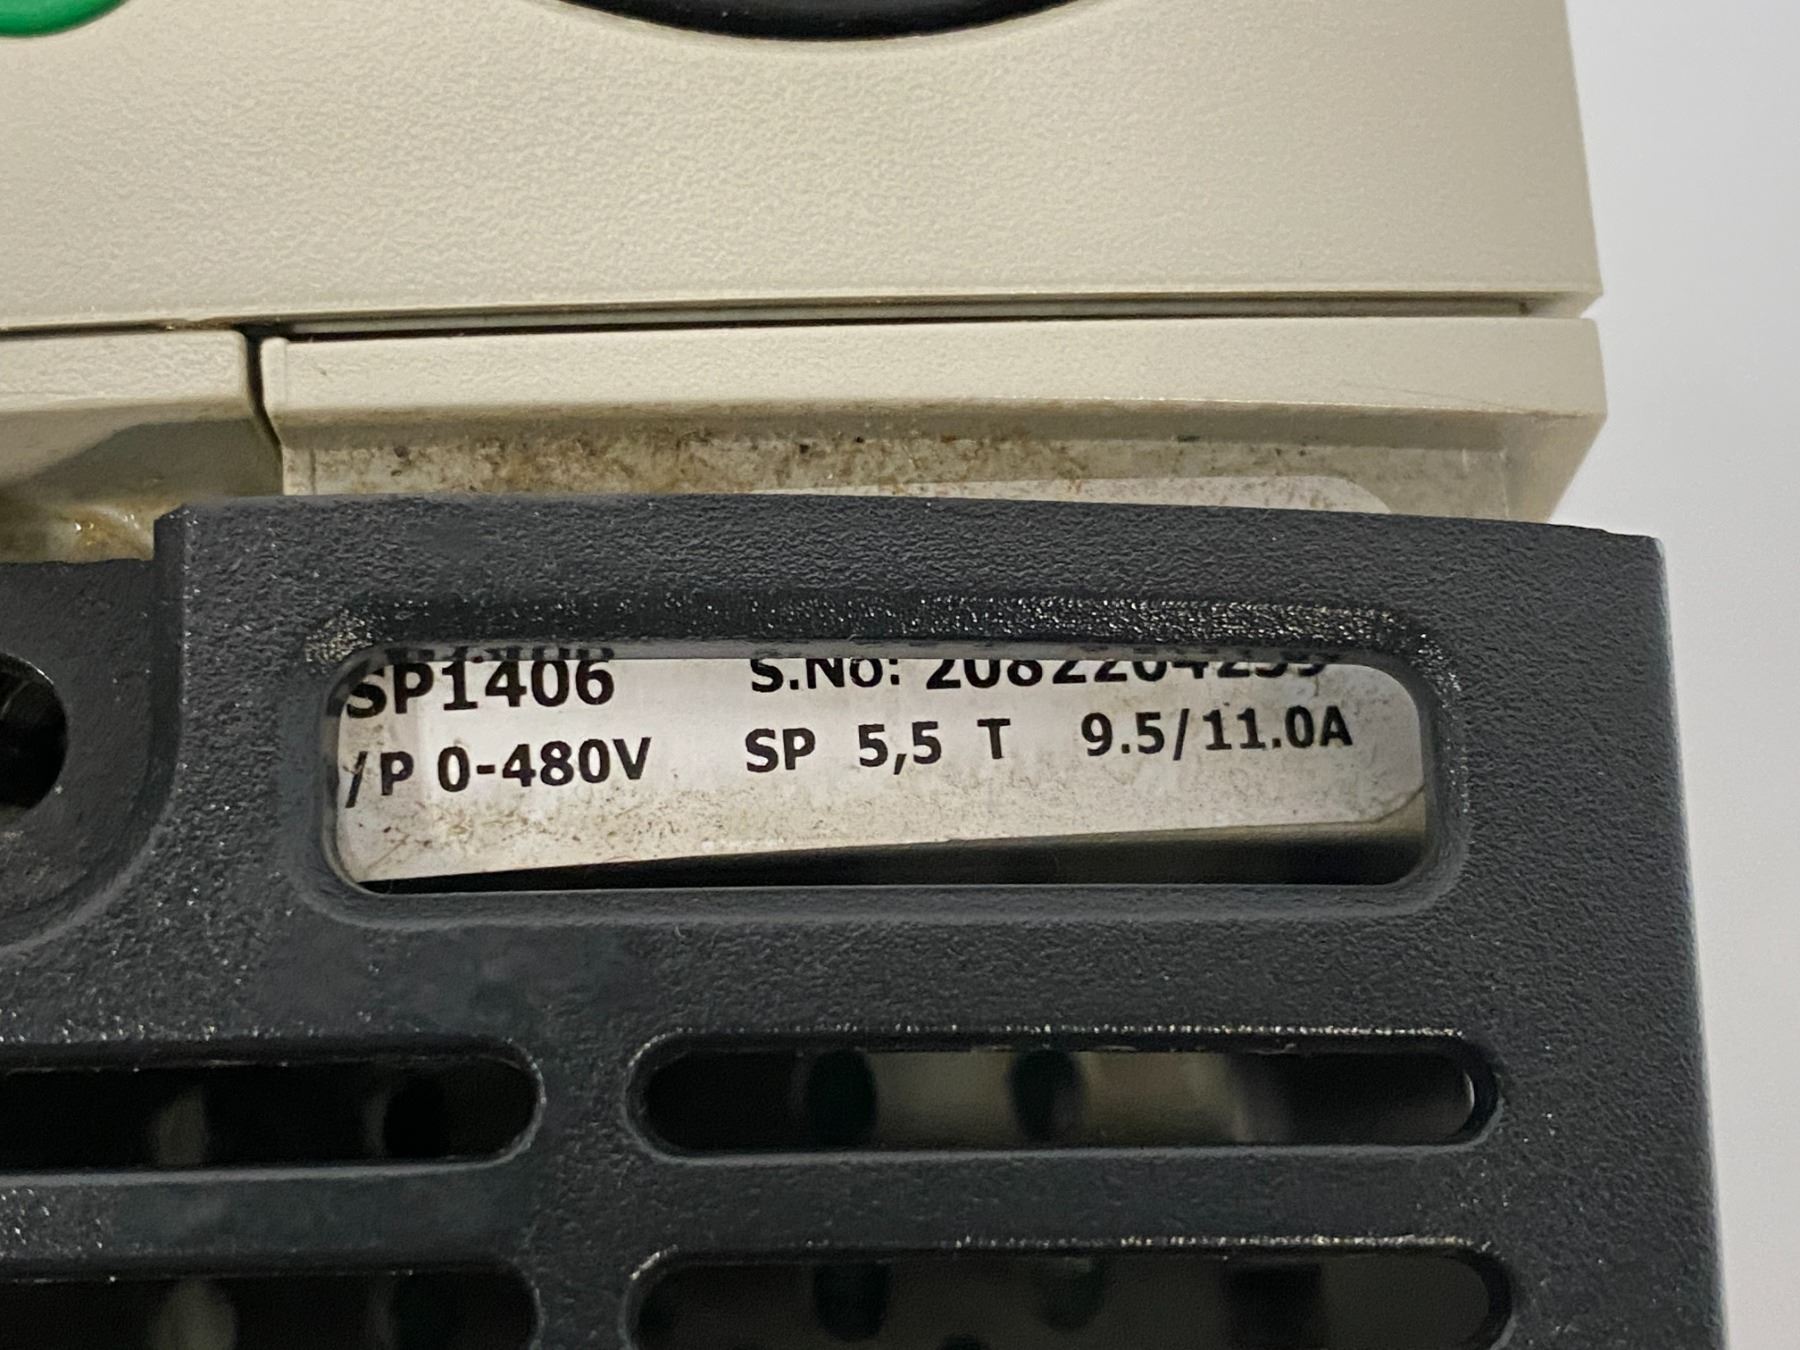 SP1406 S.No:
/P 0-480V SP 5,5 T 9.5/11.0A